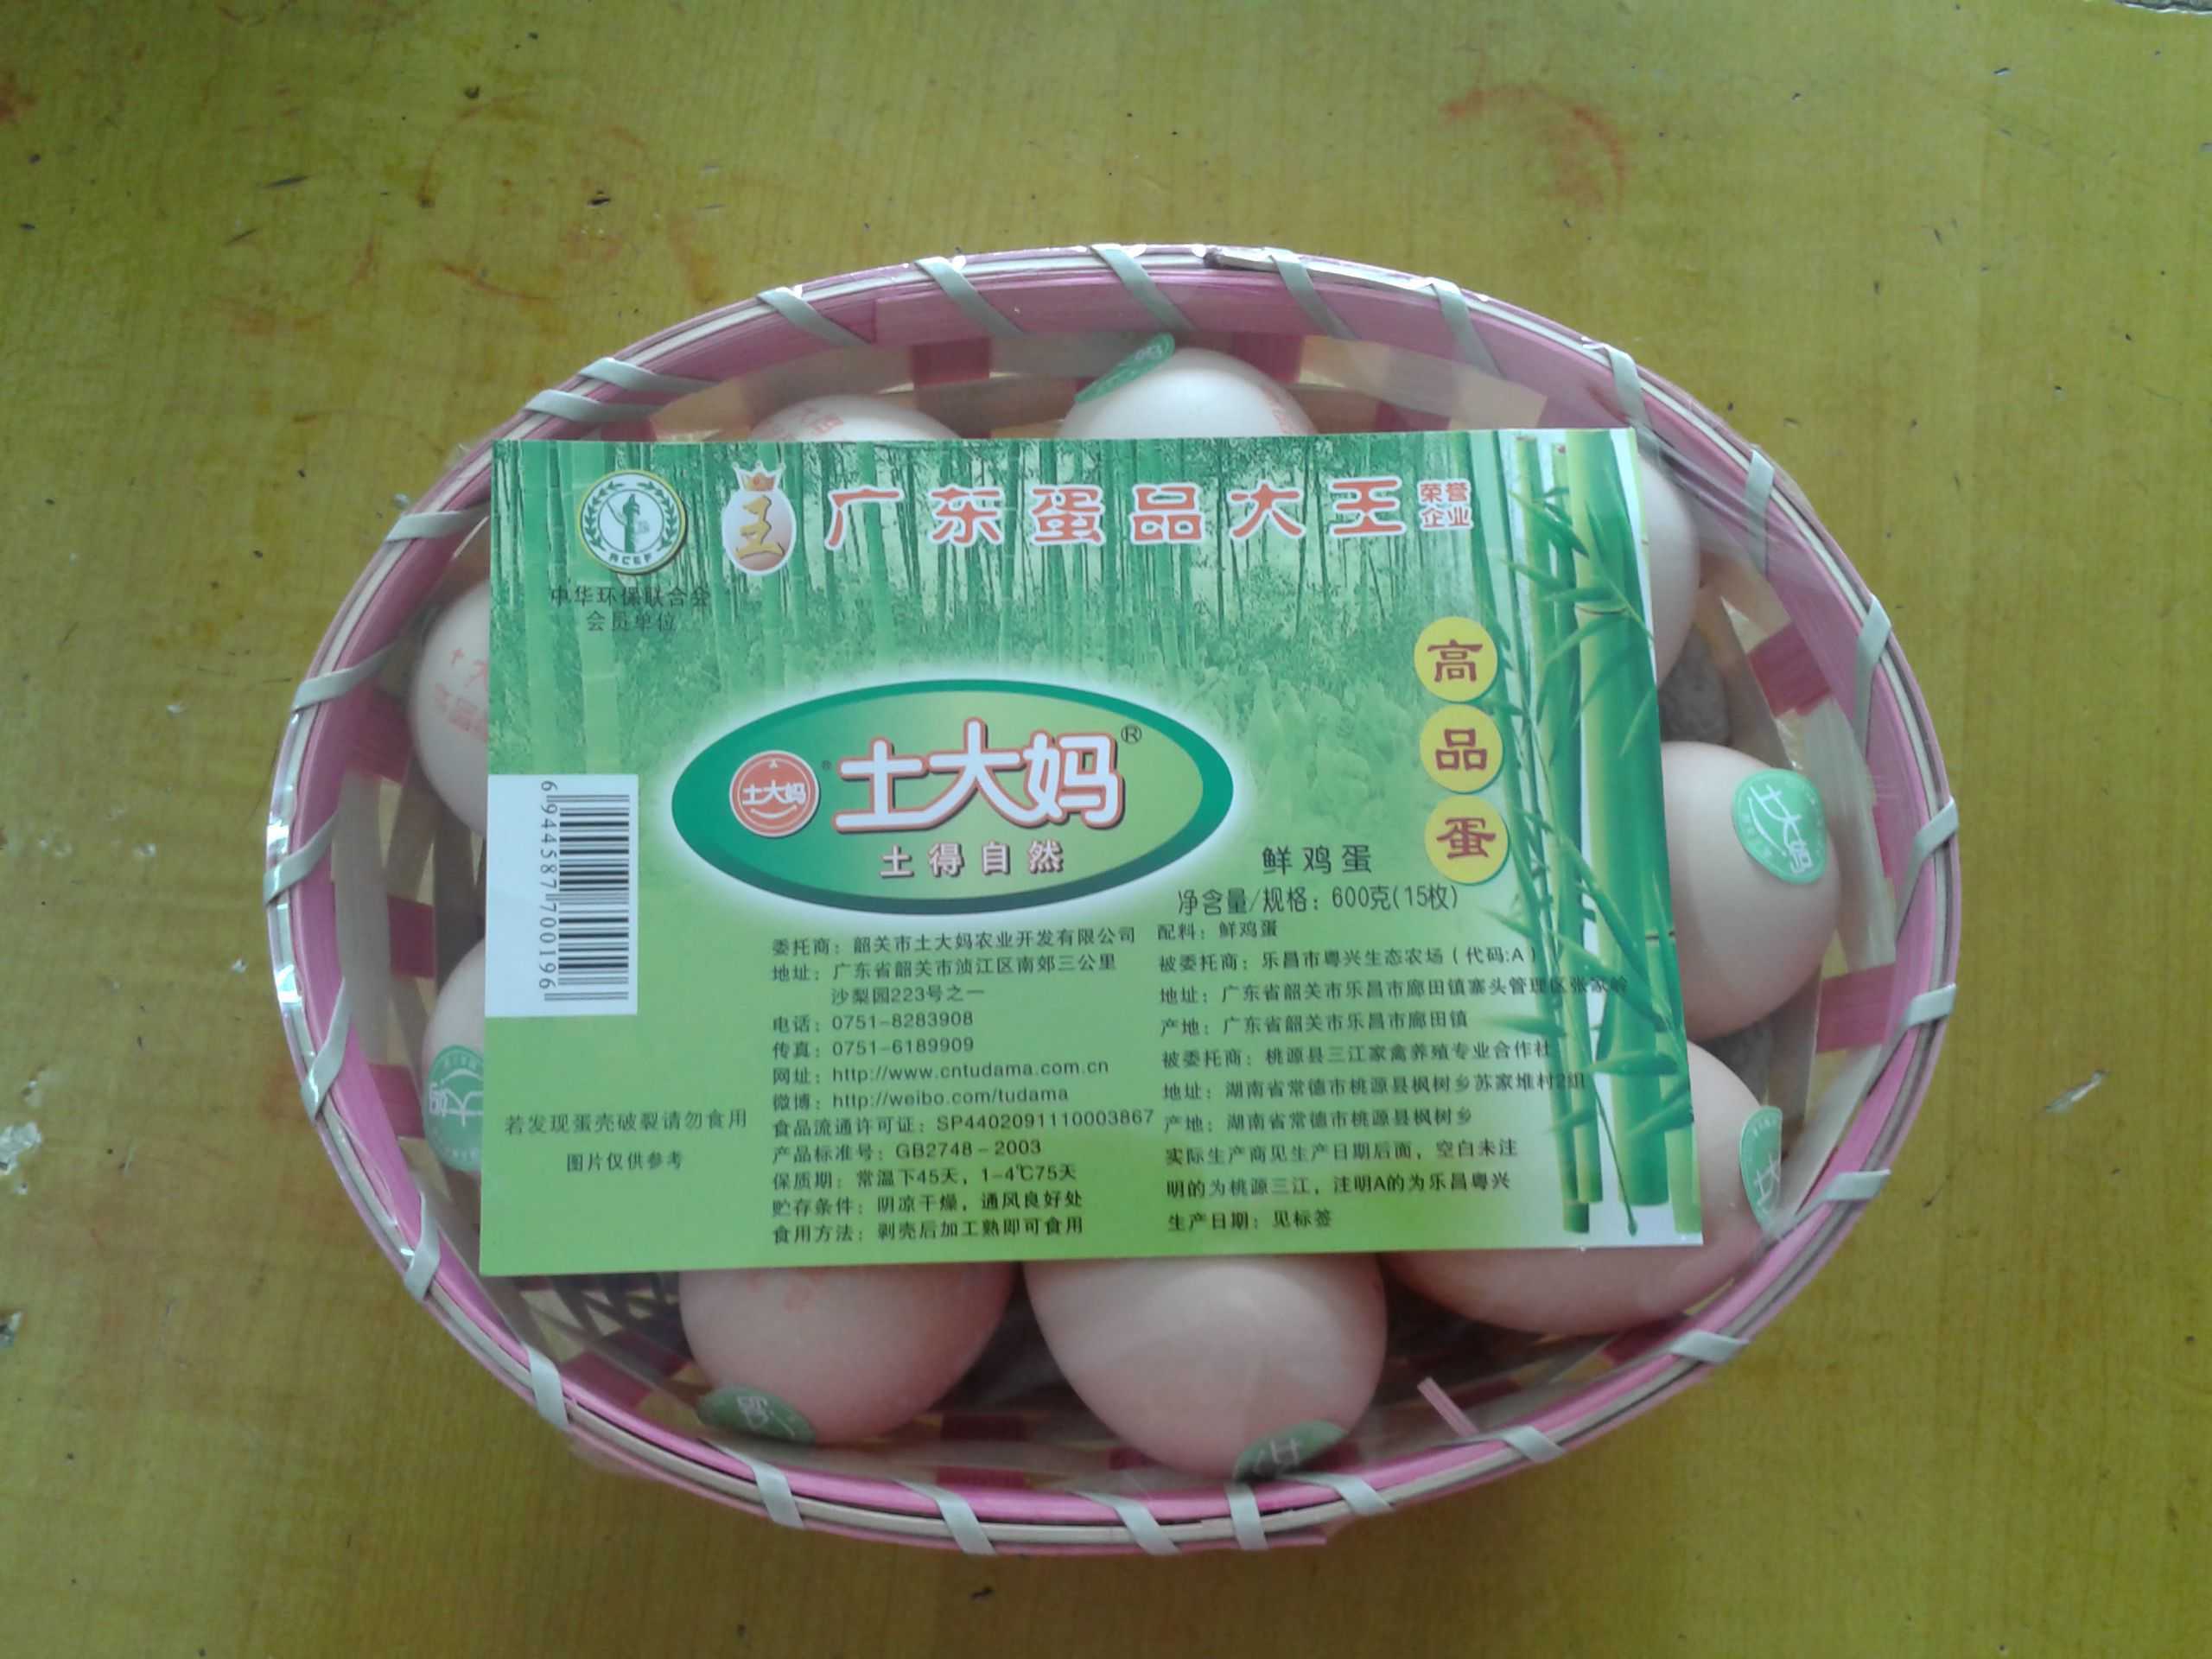 广东蛋品大王
荣誉
企业
王
ACEF
中华环保联合会
会员单位
高
品
蛋
土大妈®
土大妈
土得自然
鲜鸡蛋
净含量/规格：600克(15枚)
6944587700196
若发现蛋壳破裂请勿食用
图片仅供参考
委托商：韶关市土大妈农业开发有限公司
地址：广东省韶关市浈江区南郊三公里
沙梨园223号之一
电话：0751-8283908
传真：0751-6189909
网址：http://www.cntudama.com.cn
微博：http://weibo.com/tudama
食品流通许可证：SP4402091110003867
产品标准号：GB2748-2003
保质期：常温下45天，1-4℃75天
贮存条件：阴凉干燥，通风良好处
食用方法：剥壳后加工熟即可食用
配料：鲜鸡蛋
被委托商：乐昌市粤兴生态农场（代码:A）
地址：广东省韶关市乐昌市廊田镇寨头管理区张家岭
产地：广东省韶关市乐昌市廊田镇
被委托商：桃源县三江家禽养殖专业合作社
地址：湖南省常德市桃源县枫树乡苏家堆村2组
产地：湖南省常德市桃源县枫树乡
实际生产商见生产日期后面，空白未注
明的为桃源三江，注明A的为乐昌粤兴
生产日期：见标签
土大妈
大妈